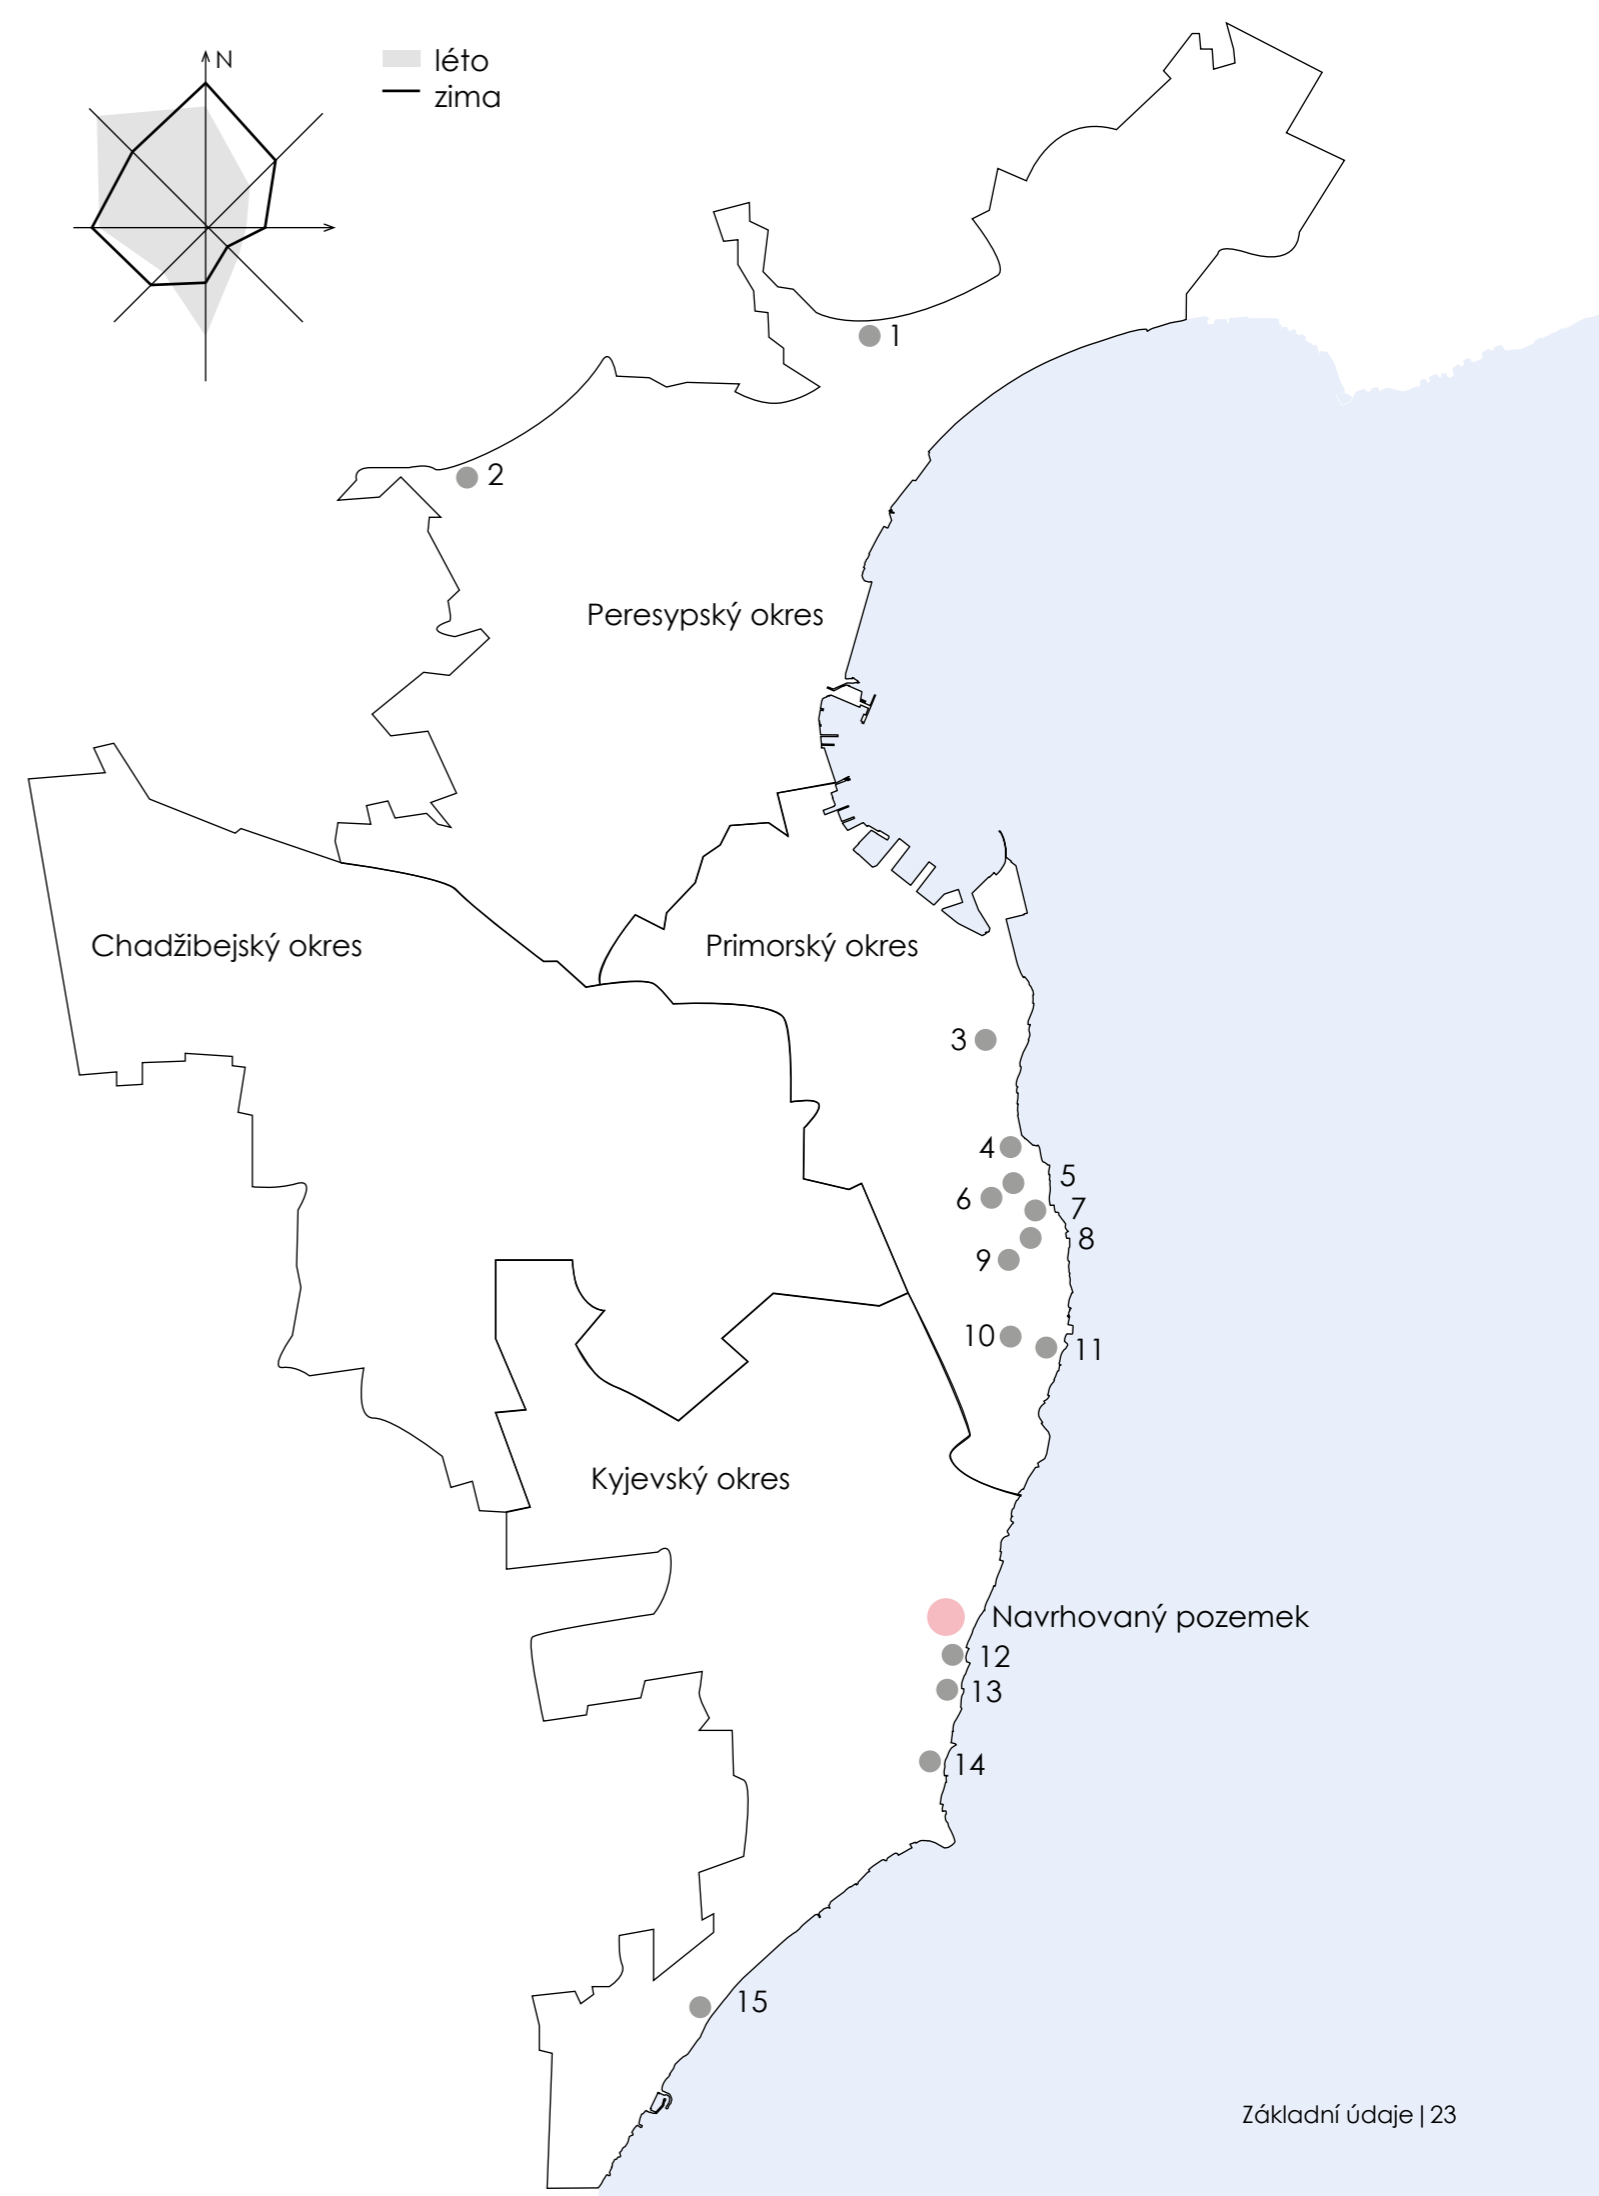 N
léto
zima
1
2
Peresypský okres
Chadžibejský okres
Primorský okres
3
4
5
6
7
8
9
10
11
Kyjevský okres
Navrhovaný pozemek
12
13
14
15
Základní údaje | 23